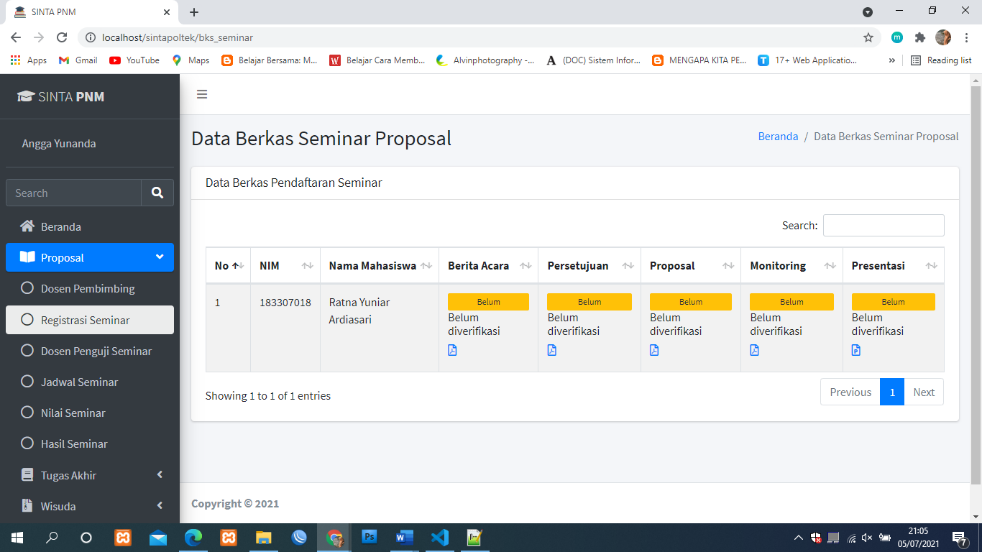 SINTA PNM
localhost/sintapoltek/bks_seminar
Apps Gmail YouTube Maps Belajar Bersama: M... Belajar Cara Memb... Alvinphotography -... (DOC) Sistem Infor... MENGAPA KITA PE... 17+ Web Applicatio... » Reading list
SINTA PNM
Angga Yunanda
Search
Beranda
Proposal
Dosen Pembimbing
Registrasi Seminar
Dosen Penguji Seminar
Jadwal Seminar
Nilai Seminar
Hasil Seminar
Tugas Akhir
Wisuda
Data Berkas Seminar Proposal
Beranda / Data Berkas Seminar Proposal
Data Berkas Pendaftaran Seminar
Search:
No NIM Nama Mahasiswa Berita Acara Persetujuan Proposal Monitoring Presentasi
1 183307018 Ratna Yuniar Belum Belum Belum Belum Belum
Ardiasari Belum Belum Belum Belum Belum
diverifikasi diverifikasi diverifikasi diverifikasi diverifikasi
Showing 1 to 1 of 1 entries
Previous 1 Next
Copyright © 2021
21:05
05/07/2021
7